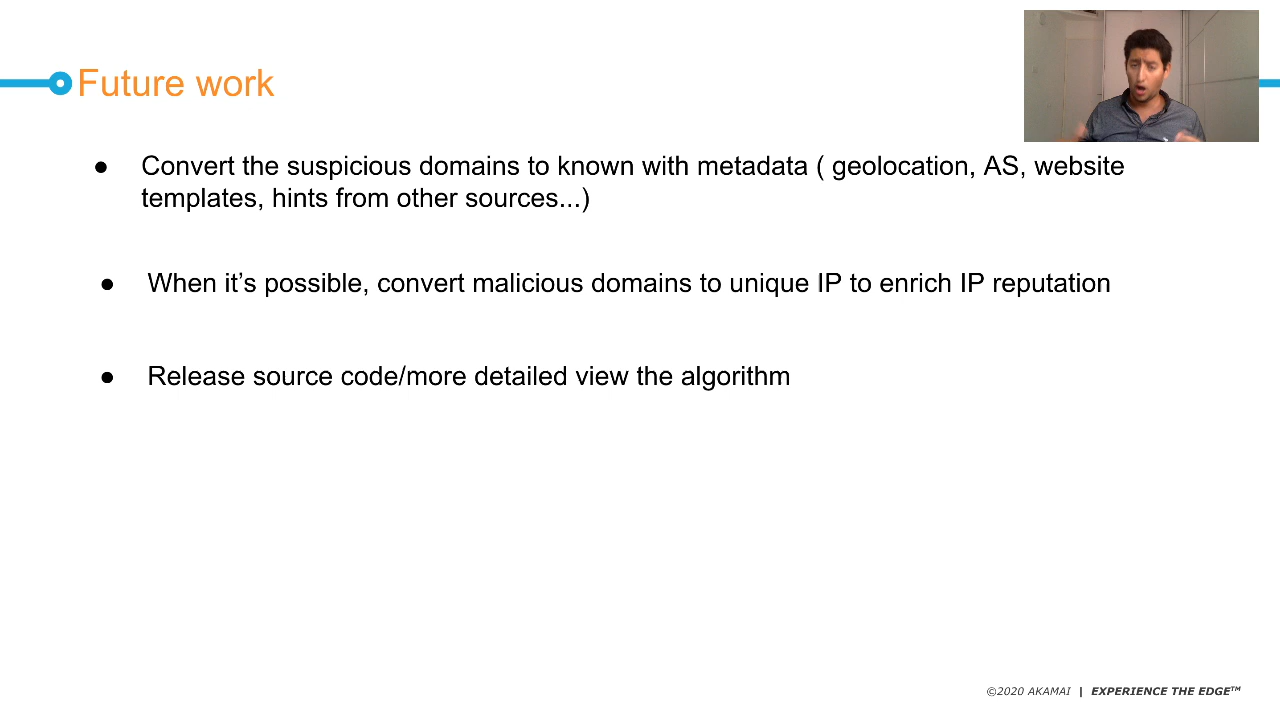 Future work
● Convert the suspicious domains to known with metadata ( geolocation, AS, website
templates, hints from other sources...)
● When it’s possible, convert malicious domains to unique IP to enrich IP reputation
● Release source code/more detailed view the algorithm
©2020 AKAMAI | EXPERIENCE THE EDGE™